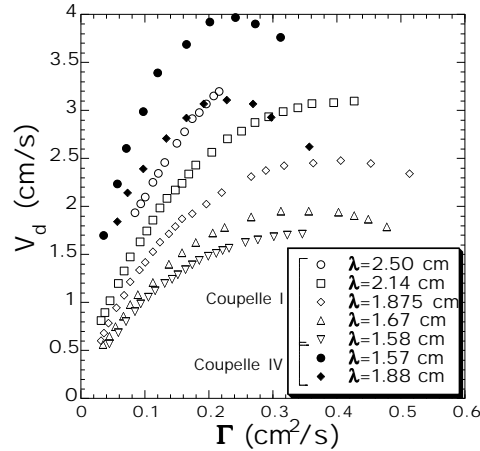 4
3.5
3
2.5
2
1.5
1
0.5
0
V_d (cm/s)
0 0.1 0.2 0.3 0.4 0.5 0.6
Γ (cm²/s)
Coupelle I
Coupelle IV
λ=2.50 cm
λ=2.14 cm
λ=1.875cm
λ=1.67 cm
λ=1.58 cm
λ=1.57 cm
λ=1.88 cm